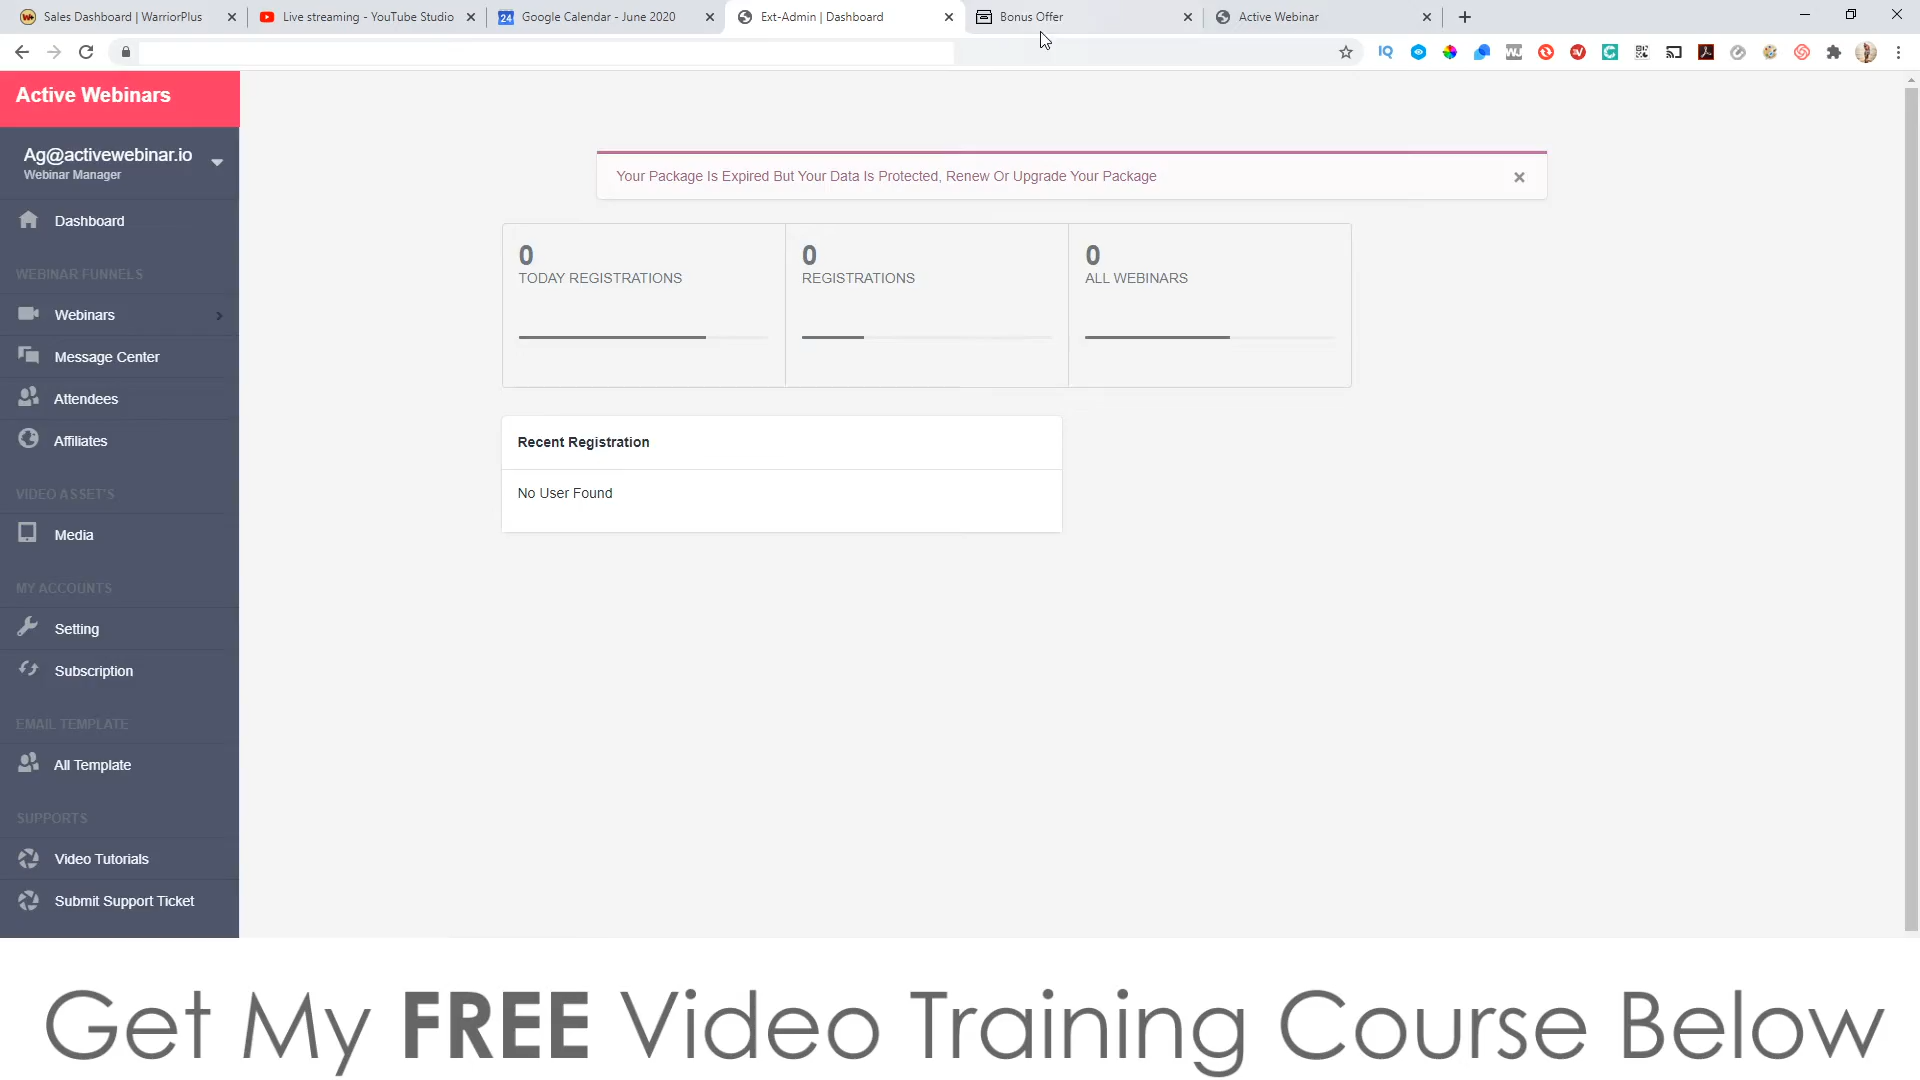 Sales Dashboard | WarriorPlus
Live streaming - YouTube Studio
24 Google Calendar - June 2020
Ext-Admin | Dashboard
Bonus Offer
Active Webinar
Active Webinars
Ag@activewebinar.io
Webinar Manager
Dashboard
WEBINAR FUNNELS
Webinars
Message Center
Attendees
Affiliates
VIDEO ASSET'S
Media
MY ACCOUNTS
Setting
Subscription
EMAIL TEMPLATE
All Template
SUPPORTS
Video Tutorials
Submit Support Ticket
Your Package Is Expired But Your Data Is Protected, Renew Or Upgrade Your Package
0
TODAY REGISTRATIONS
0
REGISTRATIONS
0
ALL WEBINARS
Recent Registration
No User Found
Get My FREE Video Training Course Below